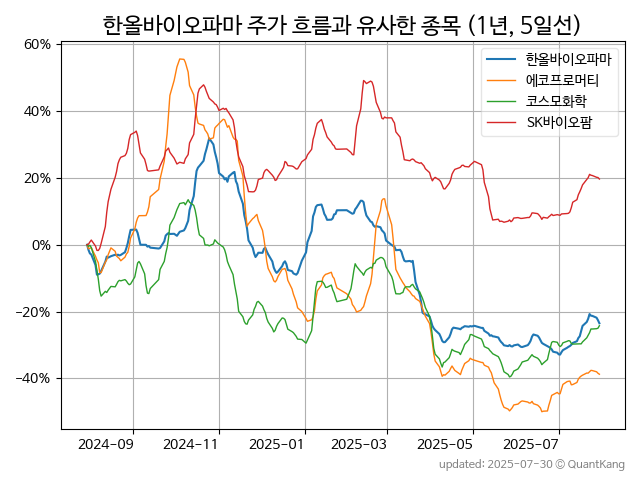 한올바이오파마 주가 흐름과 유사한 종목 (1년, 5일선)
60%
40%
20%
0%
−20%
−40%
한올바이오파마
에코프로머티
코스모화학
SK바이오팜
2024-09
2024-11
2025-01
2025-03
2025-05
2025-07
updated: 2025-07-30 © QuantKang